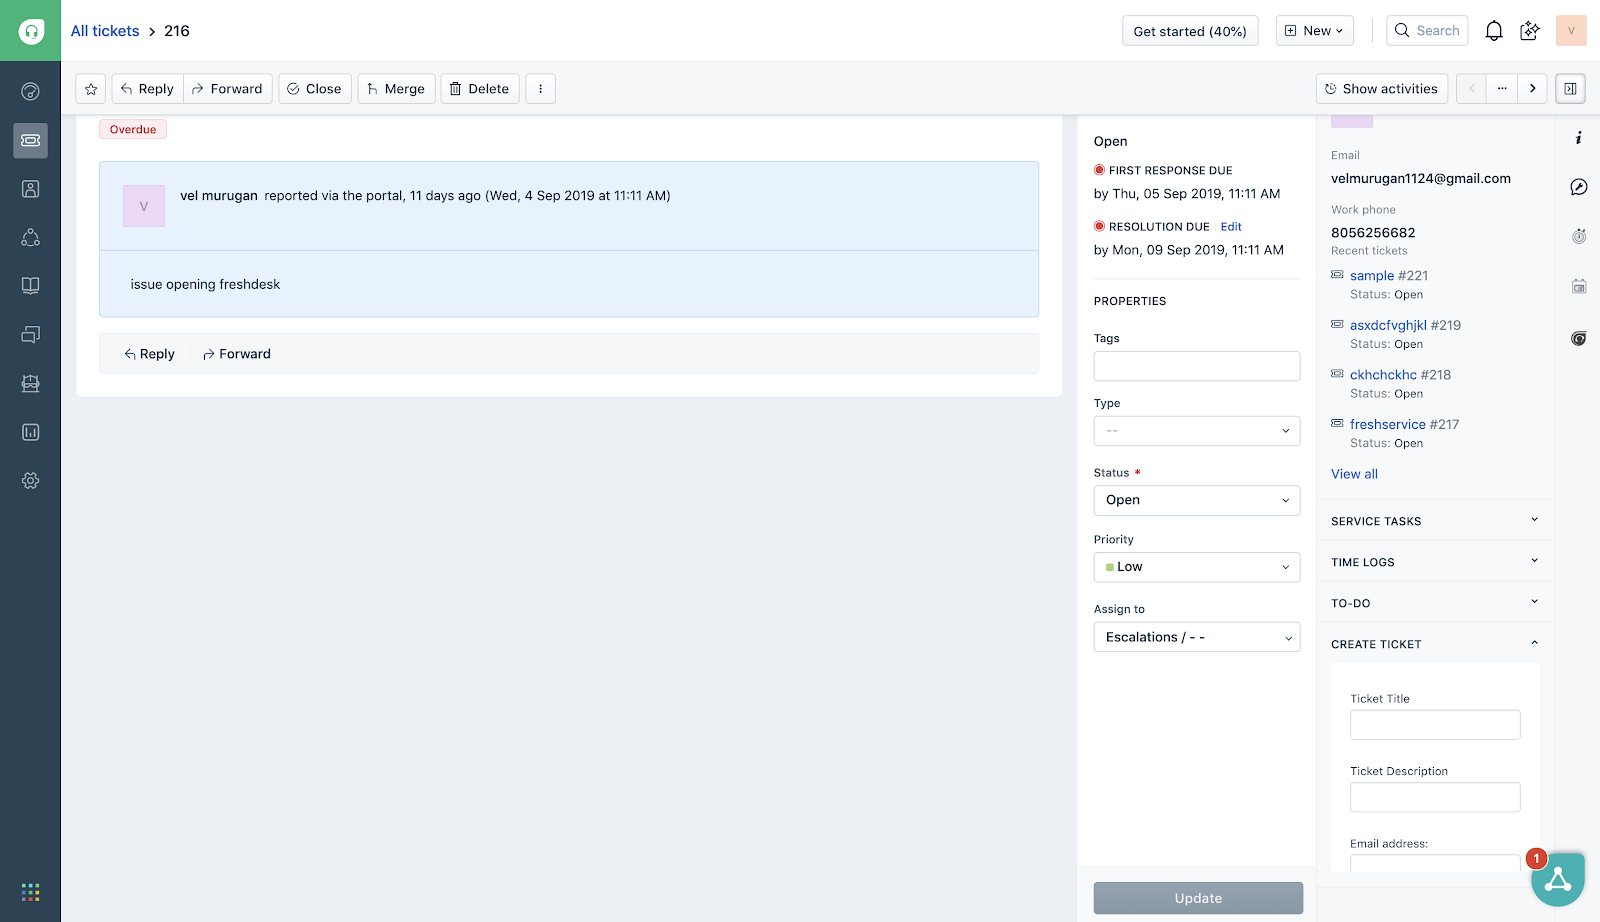 All tickets > 216
Get started (40%)
New
Search
V
Reply
Forward
Close
Merge
Delete
Show activities
Overdue
V
vel murugan reported via the portal, 11 days ago (Wed, 4 Sep 2019 at 11:11 AM)
issue opening freshdesk
Reply
Forward
Open
FIRST RESPONSE DUE
by Thu, 05 Sep 2019, 11:11 AM
RESOLUTION DUE Edit
by Mon, 09 Sep 2019, 11:11 AM
PROPERTIES
Tags
Type
--
Status *
Open
Priority
Low
Assign to
Escalations / - -
Update
Email
velmurugan1124@gmail.com
Work phone
8056256682
Recent tickets
sample #221
Status: Open
asxdcfvghjkl #219
Status: Open
ckhchckhc #218
Status: Open
freshservice #217
Status: Open
View all
SERVICE TASKS
TIME LOGS
TO-DO
CREATE TICKET
Ticket Title
Ticket Description
Email address:
1